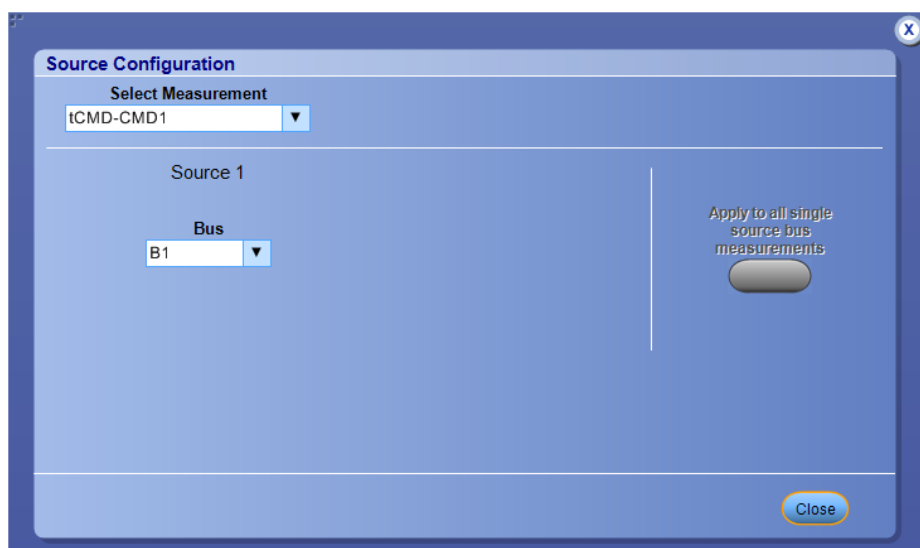 X
Source Configuration
Select Measurement
tCMD-CMD1
Source 1
Bus
B1
Apply to all single
source bus
measurements
Close